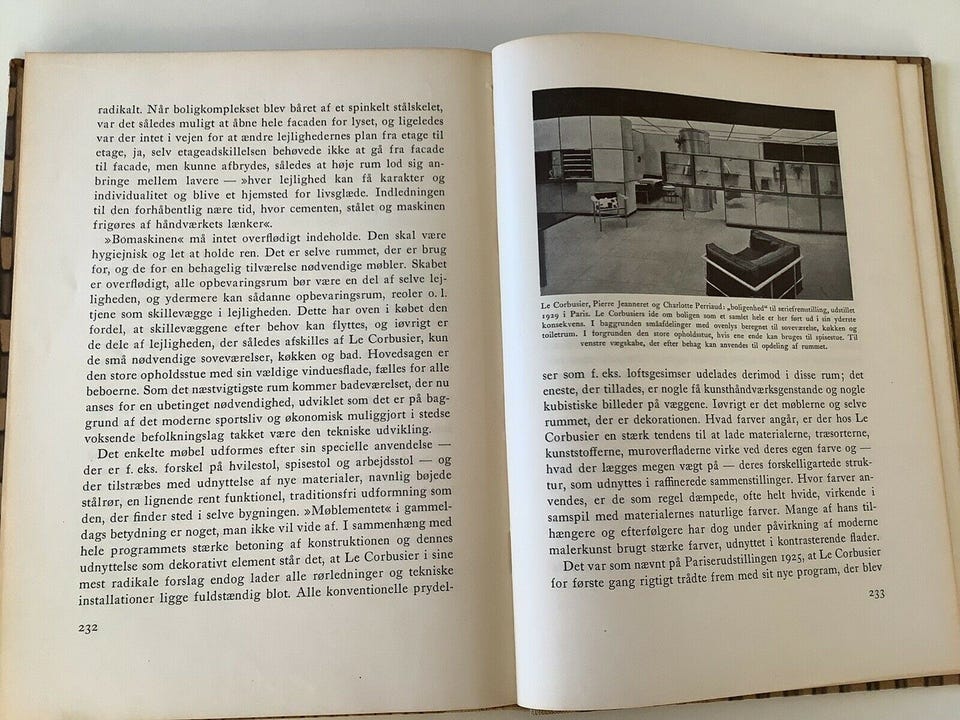 radikalt. Når boligkomplekset blev båret af et spinkelt stålskelet,
var det således muligt at åbne hele facaden for lyset, og ligeledes
var der intet i vejen for at ændre lejlighedernes plan fra etage til
etage, ja, selv etageadskillelsen behøvede ikke at gå fra facade
til facade, men kunne afbrydes, således at høje rum lod sig an-
bringe mellem lavere — »hver lejlighed kan få karakter og
individualitet og blive et hjemsted for livsglæde. Indledningen
til den forhåbentlig nære tid, hvor cementen, stålet og maskinen
frigøres af håndværkets lænker«.
»Bomaskinen« må intet overflødigt indeholde. Den skal være
hygiejnisk og let at holde ren. Det er selve rummet, der er brug
for, og de for en behagelig tilværelse nødvendige møbler. Skabet
er overflødigt, alle opbevaringsrum bør være en del af selve lej-
ligheden, og ydermere kan sådanne opbevaringsrum, reoler o. l.
tjene som skillevægge i lejligheden. Dette har oven i købet den
fordel, at skillevæggene efter behov kan flyttes, og iøvrigt er
de dele af lejligheden, der således afskilles af Le Corbusier, kun
de små nødvendige soveværelser, køkken og bad. Hovedsagen er
den store opholdsstue med sin vældige vinduesflade, fælles for alle
beboerne. Som det næstvigtigste rum kommer badeværelset, der nu
anses for en ubetinget nødvendighed, udviklet som det er på bag-
grund af det moderne sportsliv og økonomisk muliggjort i stedse
voksende befolkningslag takket være den tekniske udvikling.
Det enkelte møbel udformes efter sin specielle anvendelse —
der er f. eks. forskel på hvilestol, spisestol og arbejdsstol — og
der tilstræbes med udnyttelse af nye materialer, navnlig bøjede
stålrør, en lignende rent funktionel, traditionsfri udformning som
den, der finder sted i selve bygningen. »Møblementet« i gammel-
dags betydning er noget, man ikke vil vide af. I sammenhæng med
hele programmets stærke betoning af konstruktionen og dennes
udnyttelse som dekorativt element står det, at Le Corbusier i sine
mest radikale forslag endog lader alle rørledninger og tekniske
installationer ligge fuldstændig blot. Alle konventionelle prydel-
232
Le Corbusier, Pierre Jeanneret og Charlotte Perriaud: „boligenhed“ til seriefremstilling, udstillet
1929 i Paris. Le Corbusiers ide om boligen som et samlet hele er her ført ud i sin yderste
konsekvens. I baggrunden småafdelinger med ovenlys beregnet til soveværelse, køkken og
toiletrum. I forgrunden den store opholdsstue, hvis ene ende kan bruges til spisestue. Til
venstre vægskabe, der efter behag kan anvendes til opdeling af rummet.
ser som f. eks. loftsgesimser udelades derimod i disse rum; det
eneste, der tillades, er nogle få kunsthåndværksgenstande og nogle
kubistiske billeder på væggene. Iøvrigt er det møblerne og selve
rummet, der er dekorationen. Hvad farver angår, er der hos Le
Corbusier en stærk tendens til at lade materialerne, træsorterne,
kunststofferne, muroverfladerne virke ved deres egen farve og —
hvad der lægges megen vægt på — deres forskelligartede struk-
tur, som udnyttes i raffinerede sammenstillinger. Hvor farver an-
vendes, er de som regel dæmpede, ofte helt hvide, virkende i
samspil med materialernes naturlige farver. Mange af hans til-
hængere og efterfølgere har dog under påvirkning af moderne
malerkunst brugt stærke farver, udnyttet i kontrasterende flader.
Det var som nævnt på Pariserudstillingen 1925, at Le Corbusier
for første gang rigtigt trådte frem med sit nye program, der blev
233